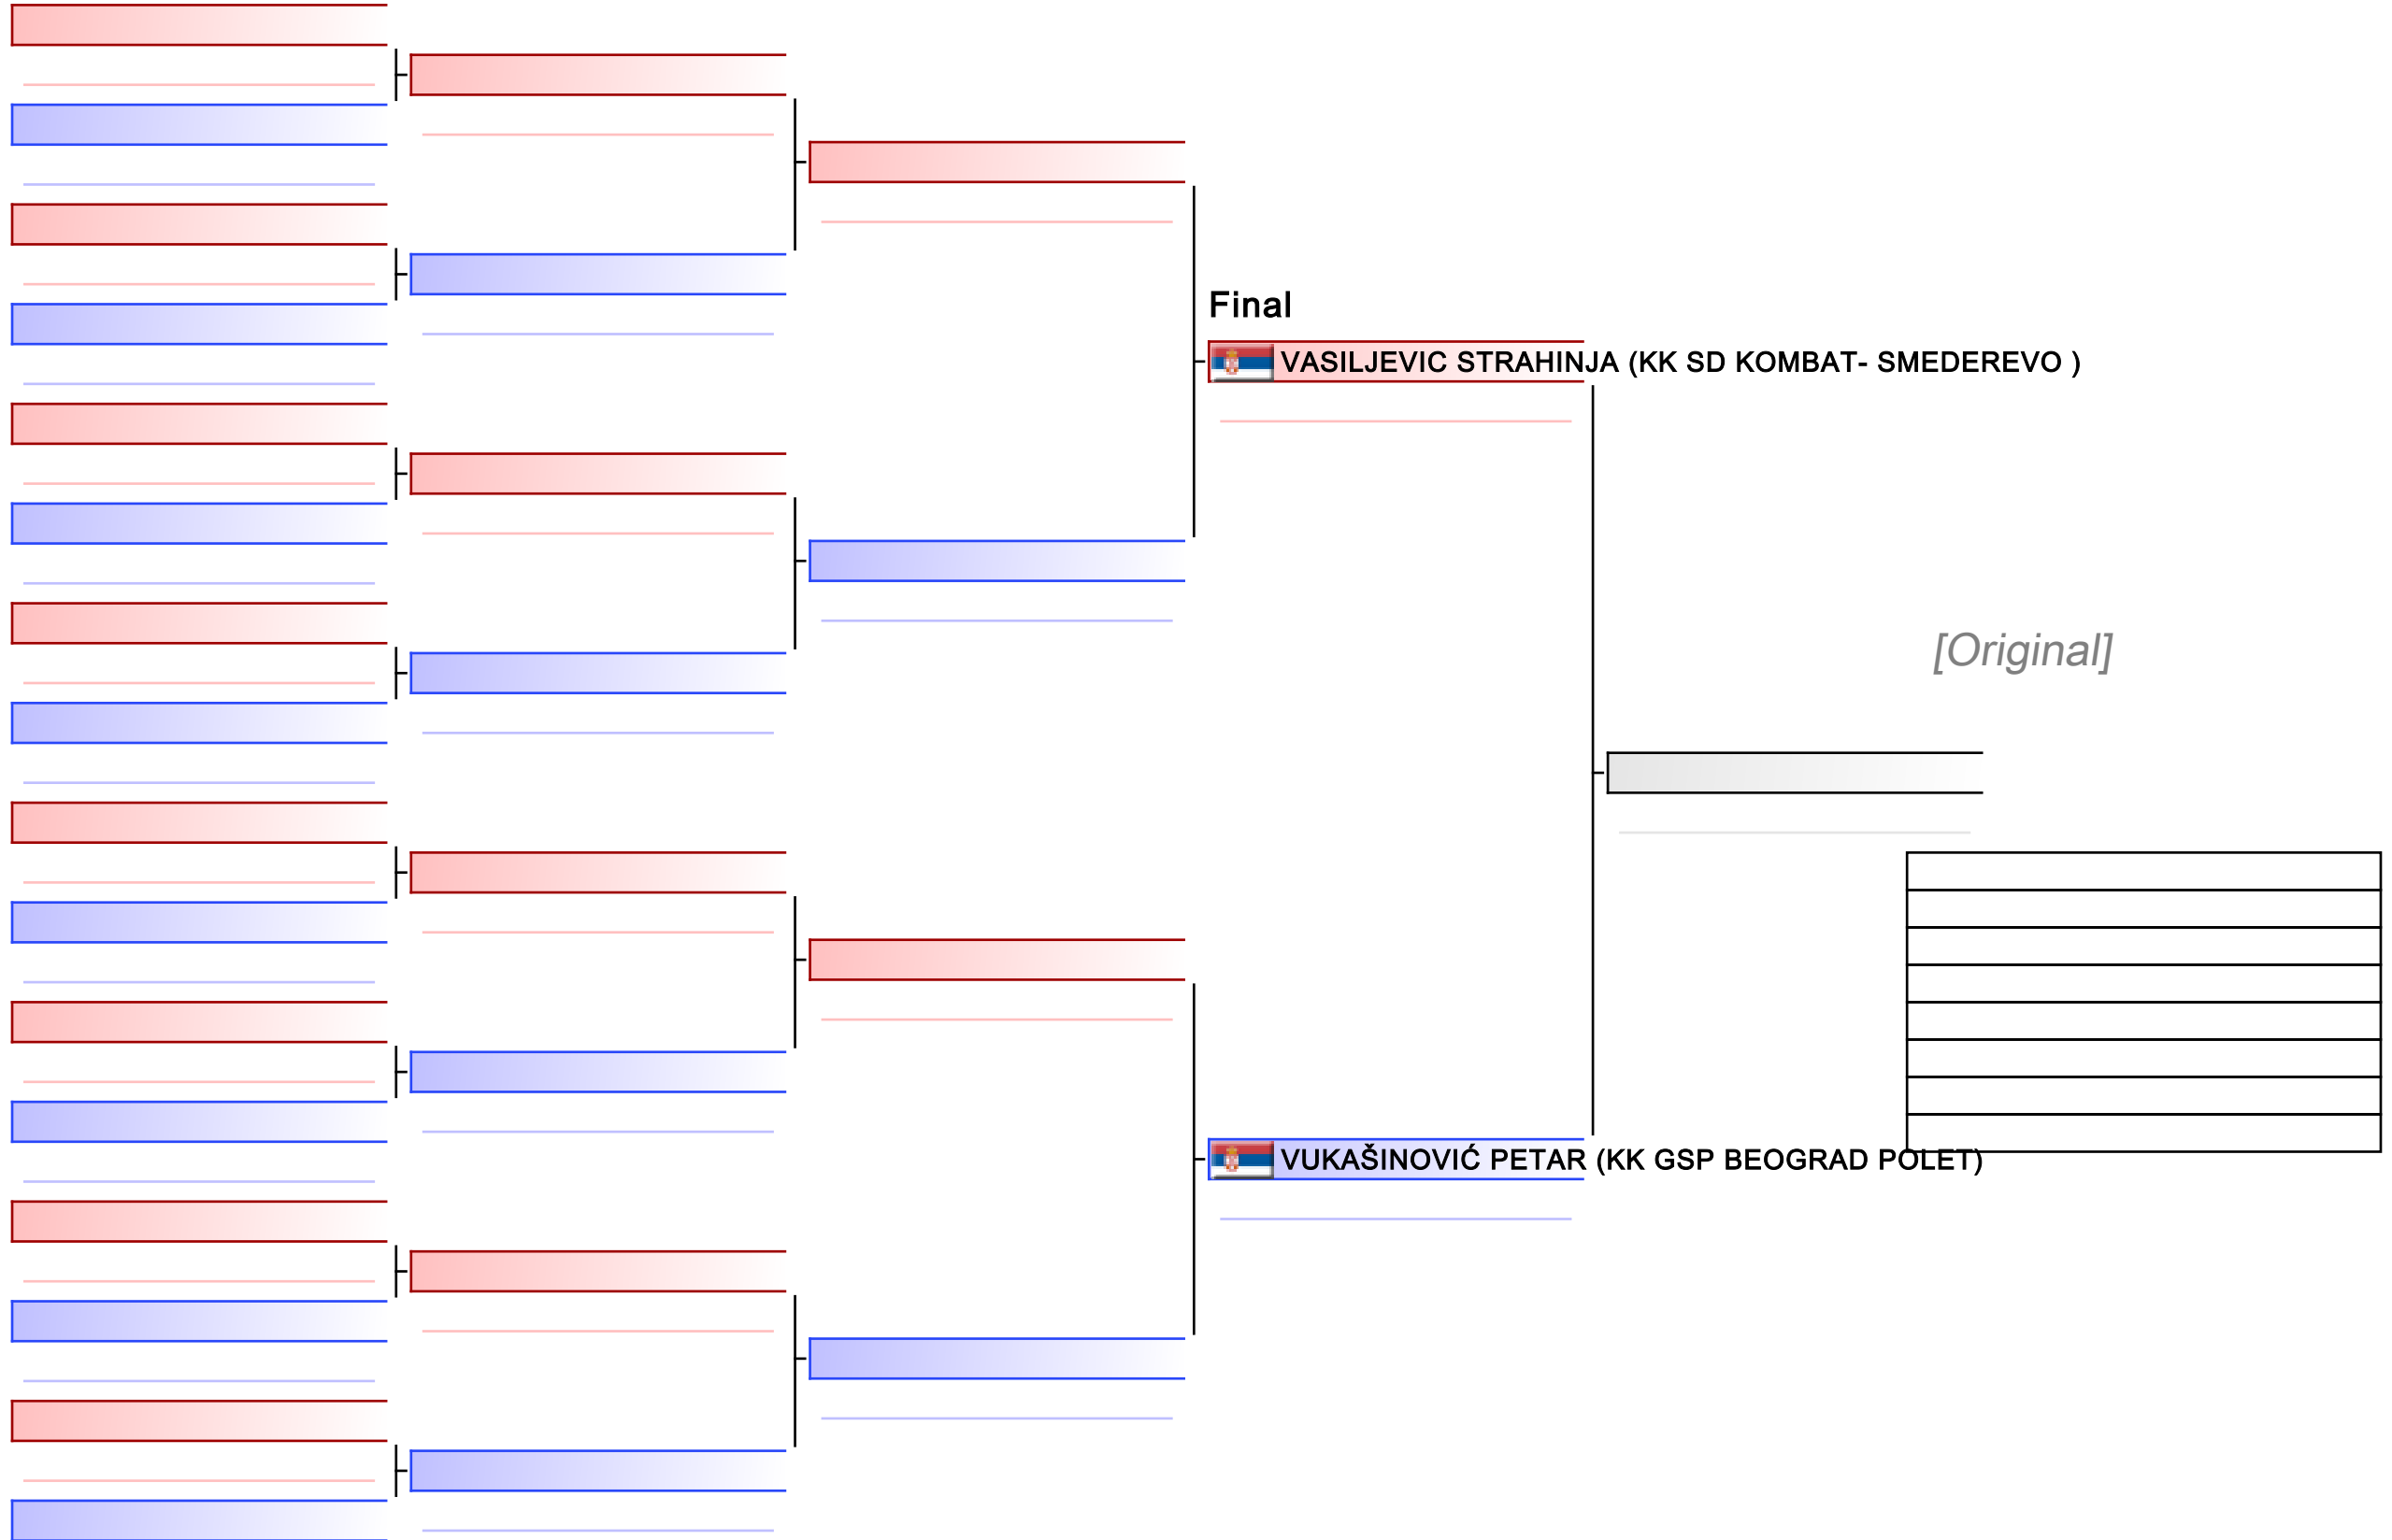 Final
VASILJEVIC STRAHINJA (KK SD KOMBAT- SMEDEREVO )
[Original]
VUKAŠINOVIĆ PETAR (KK GSP BEOGRAD POLET)